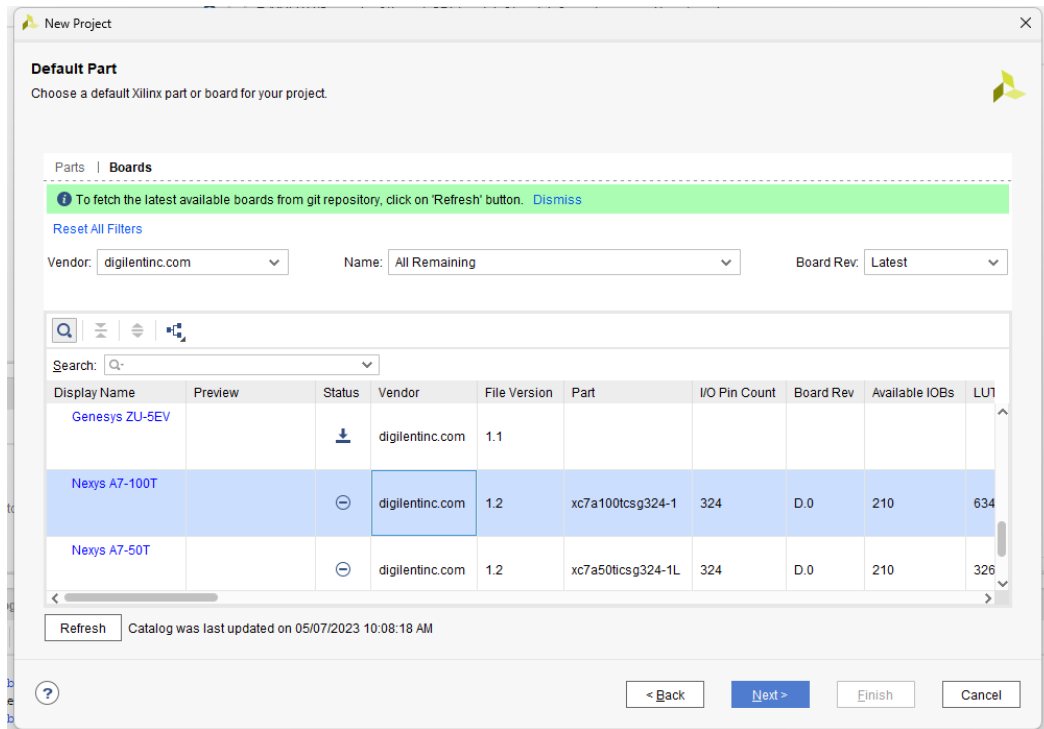 New Project
Default Part
Choose a default Xilinx part or board for your project.
Parts | Boards
To fetch the latest available boards from git repository, click on 'Refresh' button. Dismiss
Reset All Filters
Vendor: digilentinc.com Name: All Remaining Board Rev: Latest
Search: Q-
Display Name Preview Status Vendor File Version Part I/O Pin Count Board Rev Available IOBs LUT
Genesys ZU-5EV digilentinc.com 1.1
Nexys A7-100T digilentinc.com 1.2 xc7a100tcsg324-1 324 D.0 210 634
Nexys A7-50T digilentinc.com 1.2 xc7a50ticsg324-1L 324 D.0 210 326
Refresh Catalog was last updated on 05/07/2023 10:08:18 AM
? < Back Next > Finish Cancel